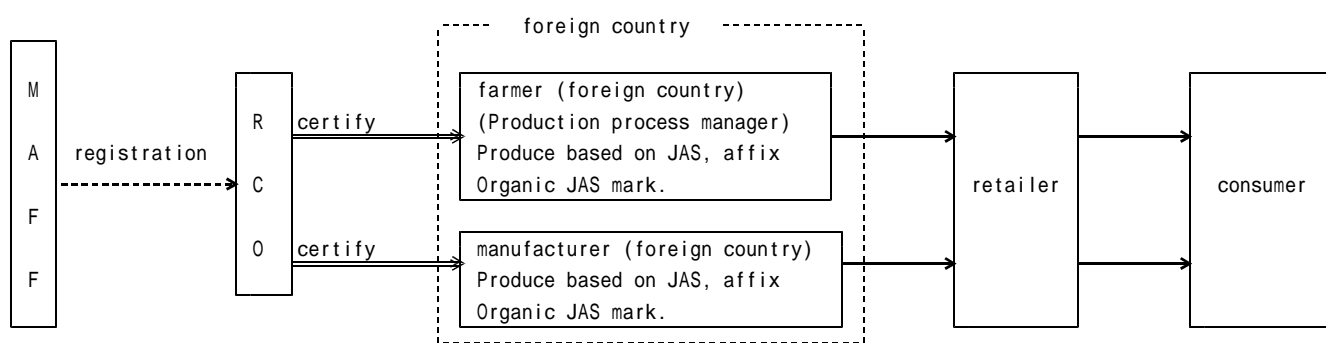 foreign country
M
A
F
F
registration
R
C
O
certify
certify
farmer (foreign country)
(Production process manager)
Produce based on JAS, affix
Organic JAS mark.
manufacturer (foreign country)
Produce based on JAS, affix
Organic JAS mark.
retailer
consumer